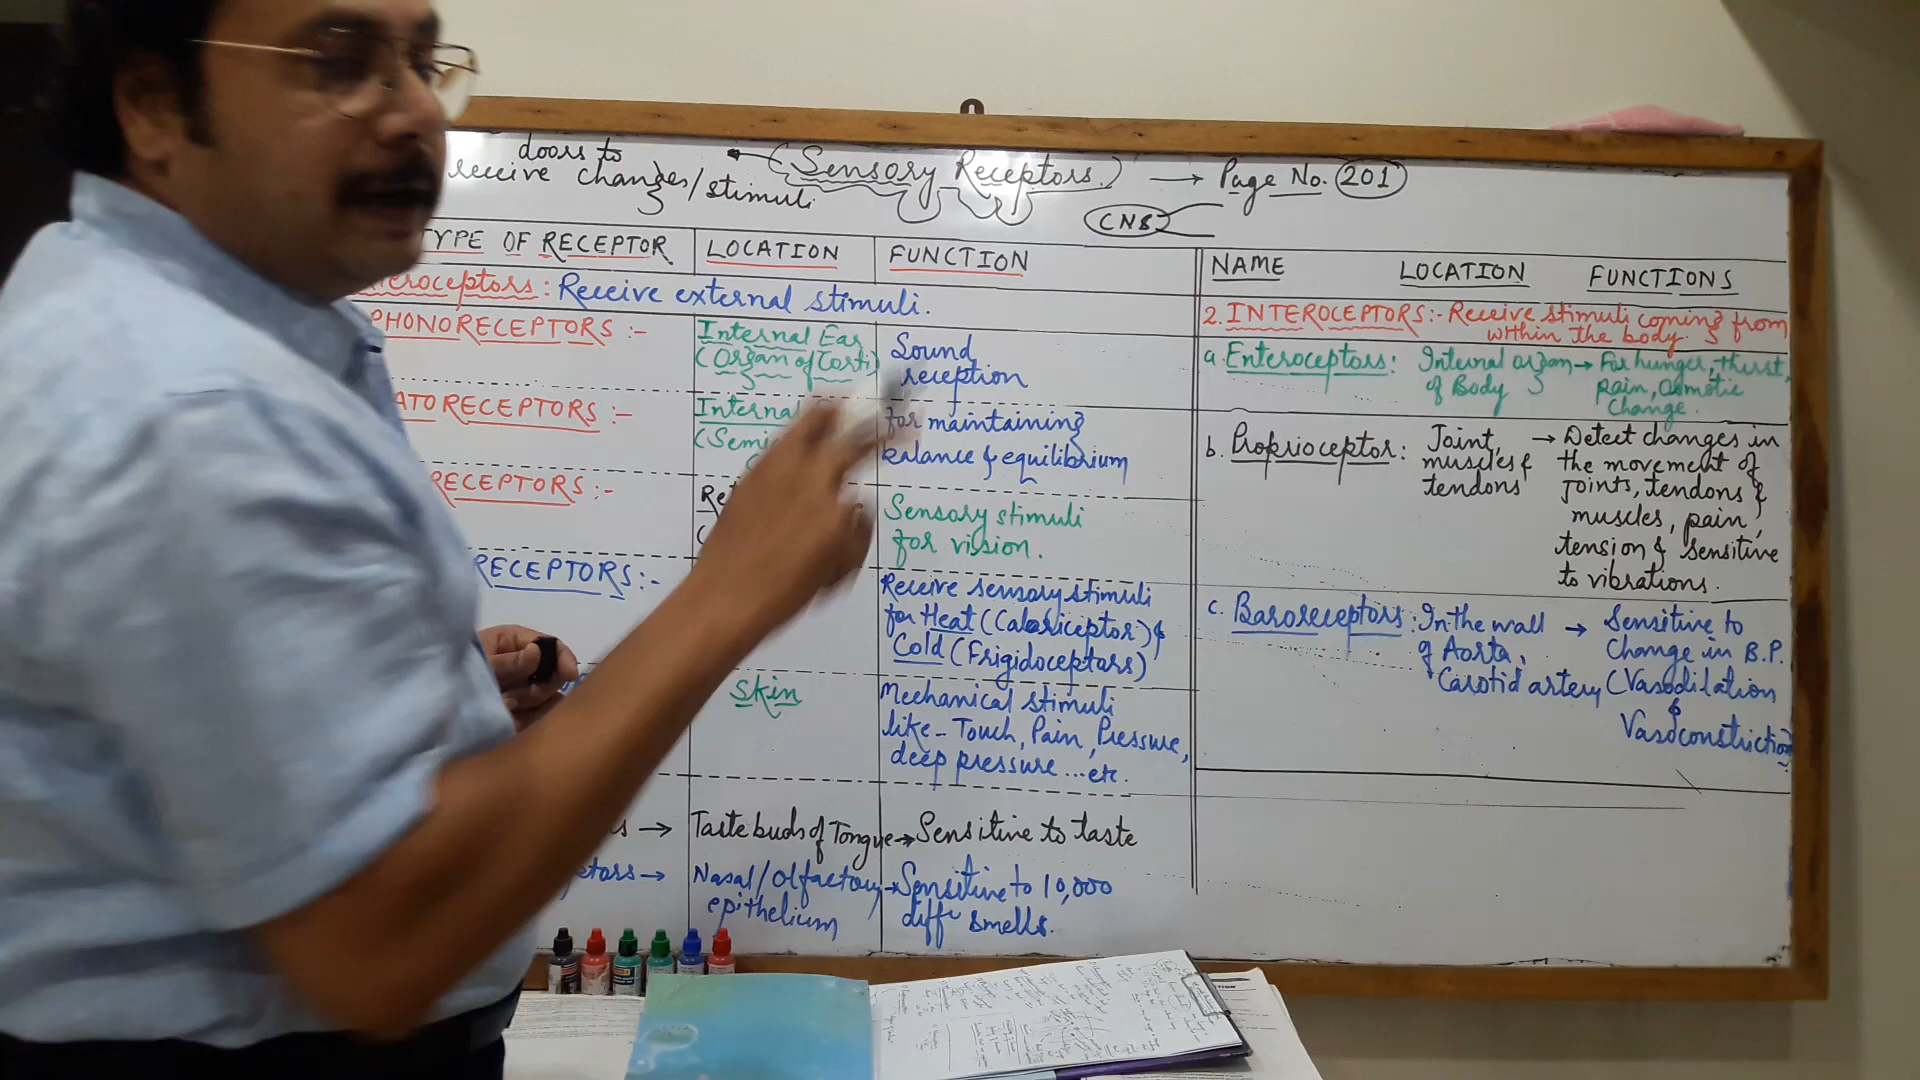 doors to
receive changes/stimuli
(Sensory Receptors.) → Page No. 201
CNS
TYPE OF RECEPTOR
LOCATION
FUNCTION
: Receive external stimuli.
PHONORECEPTORS :-
Internal Ear
(Organ of Corti)
Sound
reception
RECEPTORS :-
Internal
for maintaining
balance & equilibrium
RECEPTORS :-
Sensory stimuli
for vision.
RECEPTORS :-
Receive sensory stimuli
for Heat (Caloriceptor) &
Cold (Frigidoceptors)
Skin
Mechanical stimuli
like - Touch, Pain, Pressure,
deep pressure ... etc.
→ Taste buds of Tongue → Sensitive to taste
→ Nasal/Olfactory → Sensitive to 10,000
epithelium
diff smells.
NAME
LOCATION
FUNCTIONS
2. INTEROCEPTORS :- Receive stimuli coming from
within the body.
a. Enteroceptors : Internal organ → For hunger, thirst,
of Body
pain, osmotic
change.
b. Proprioceptor :
Joint,
muscles &
tendons
→ Detect changes in
the movement of
joints, tendons &
muscles, pain,
tension & sensitive
to vibrations.
c. Baroreceptors : In the wall
of Aorta,
Carotid artery
→ Sensitive to
Change in B.P.
(Vasodilation
&
Vasoconstriction